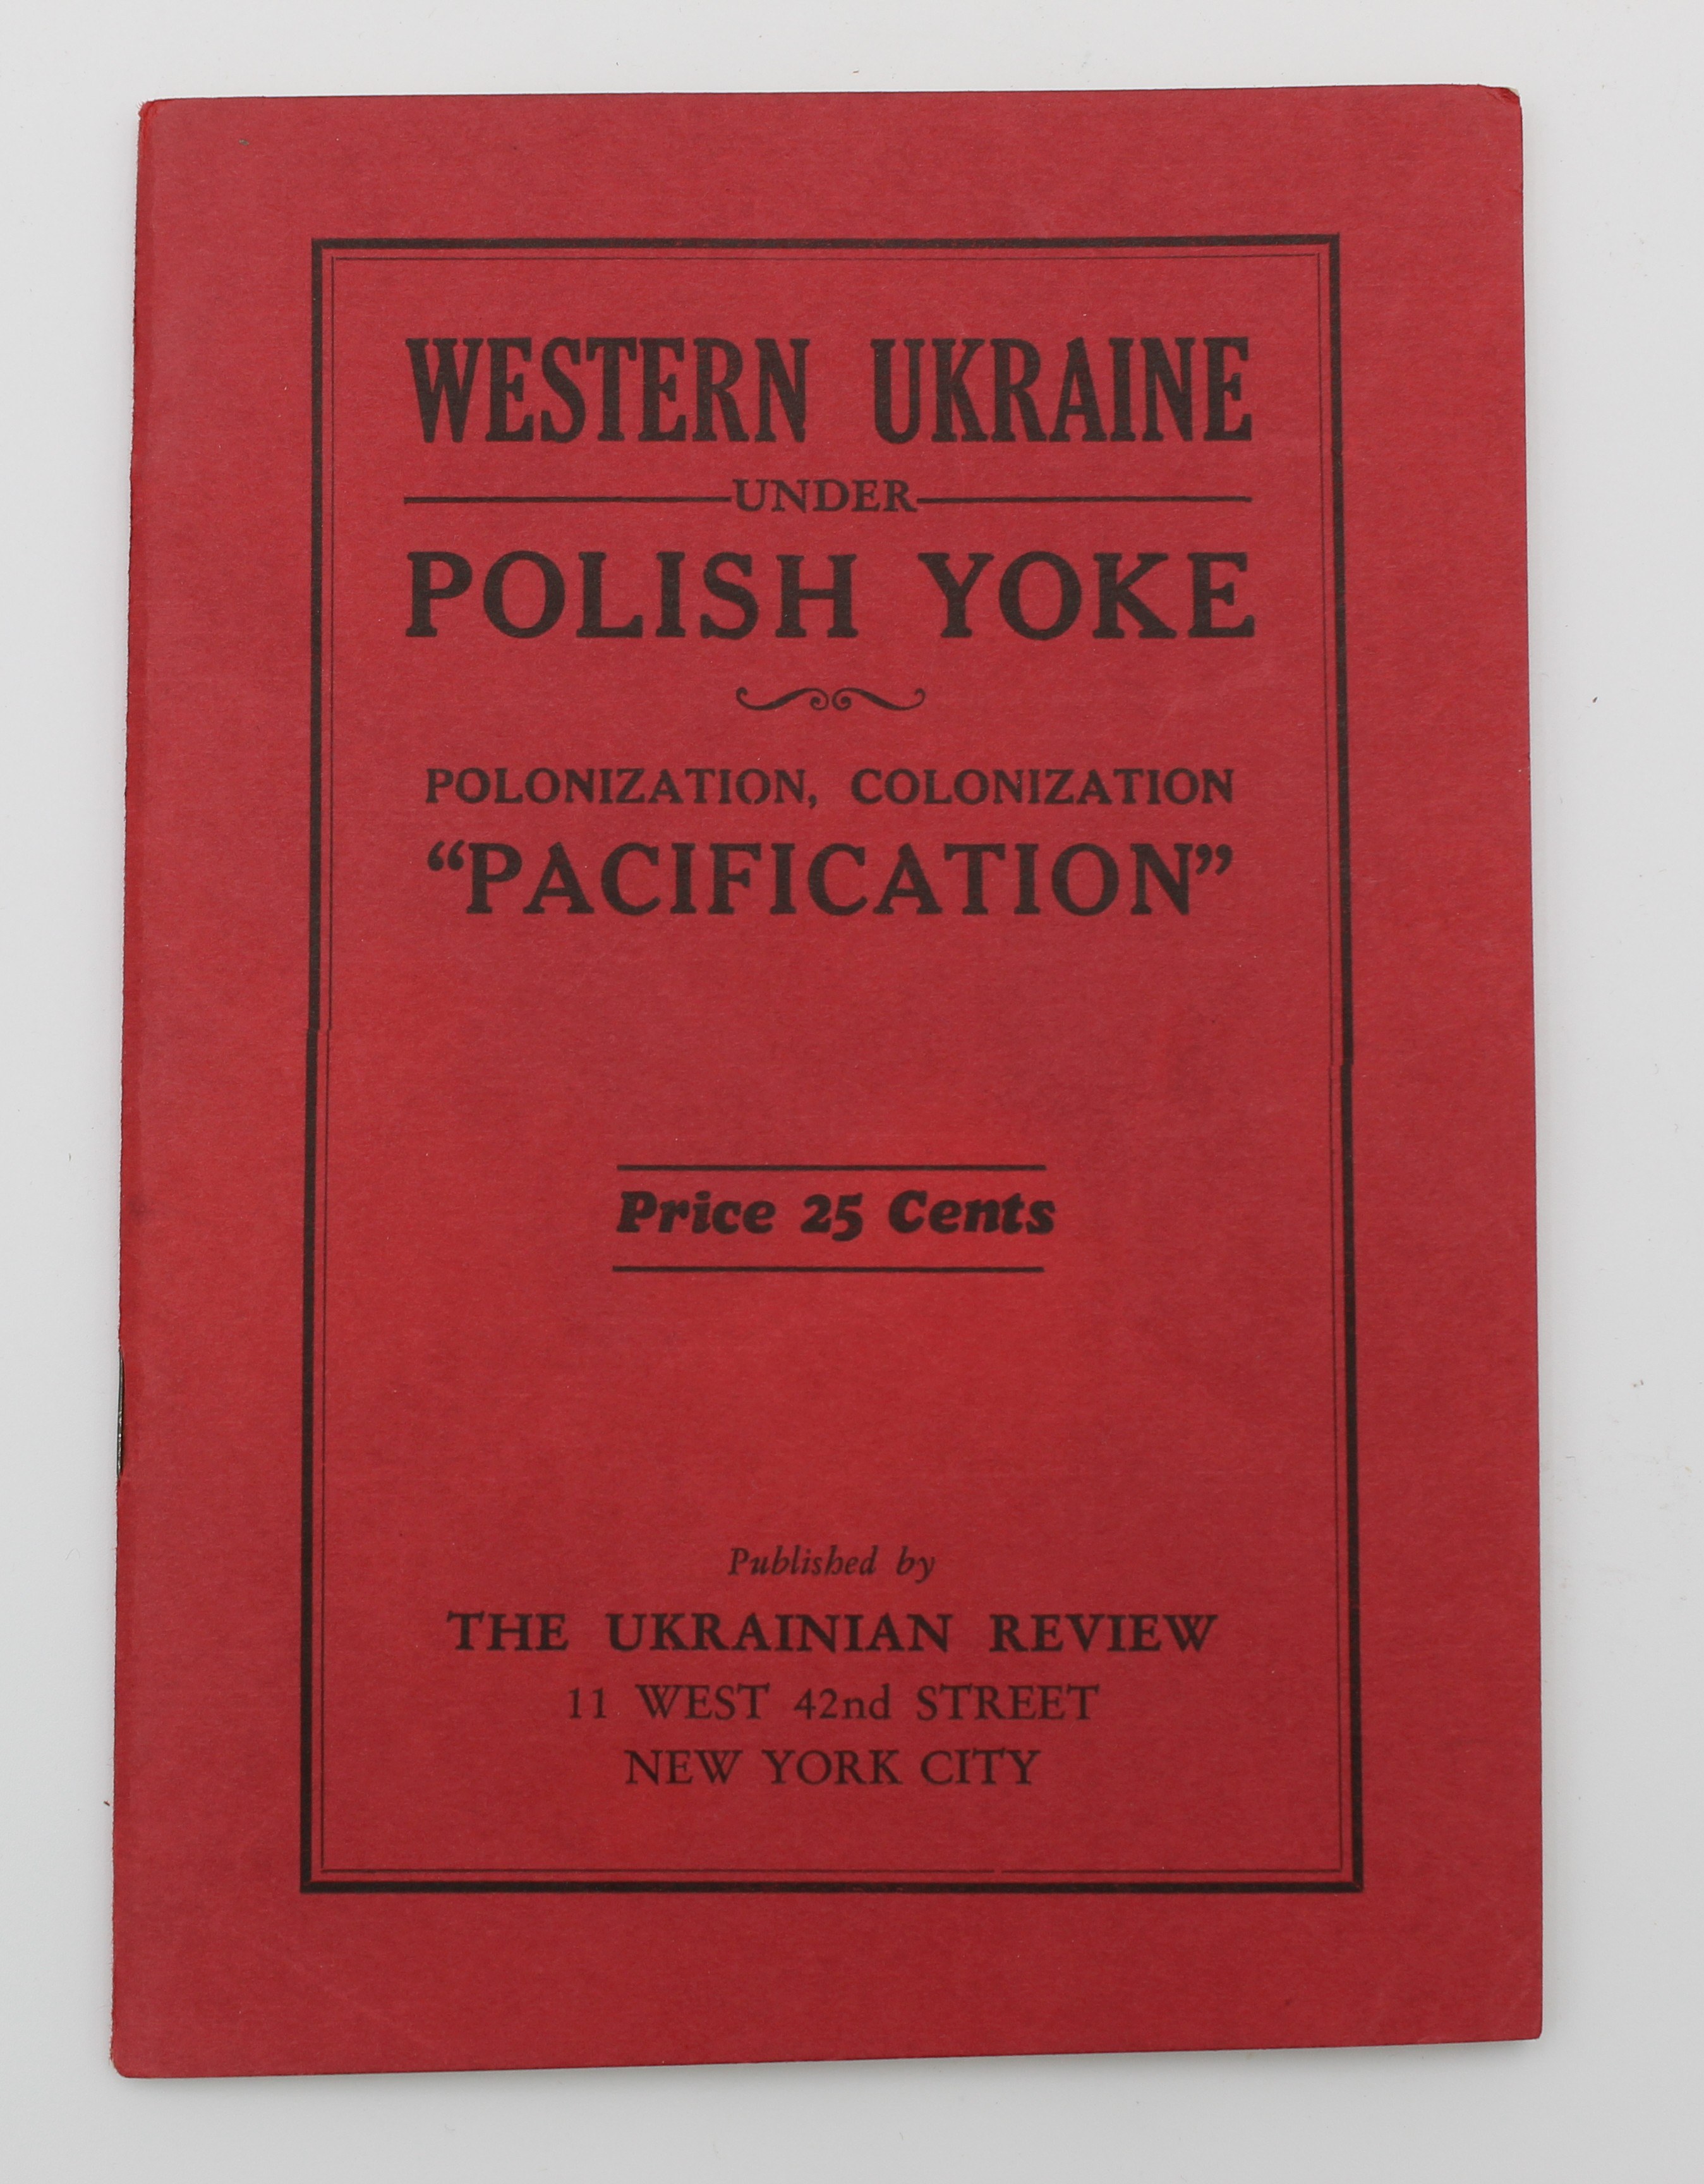 WESTERN UKRAINE
UNDER
POLISH YOKE
POLONIZATION, COLONIZATION
“PACIFICATION”
Price 25 Cents
Published by
THE UKRAINIAN REVIEW
11 WEST 42nd STREET
NEW YORK CITY